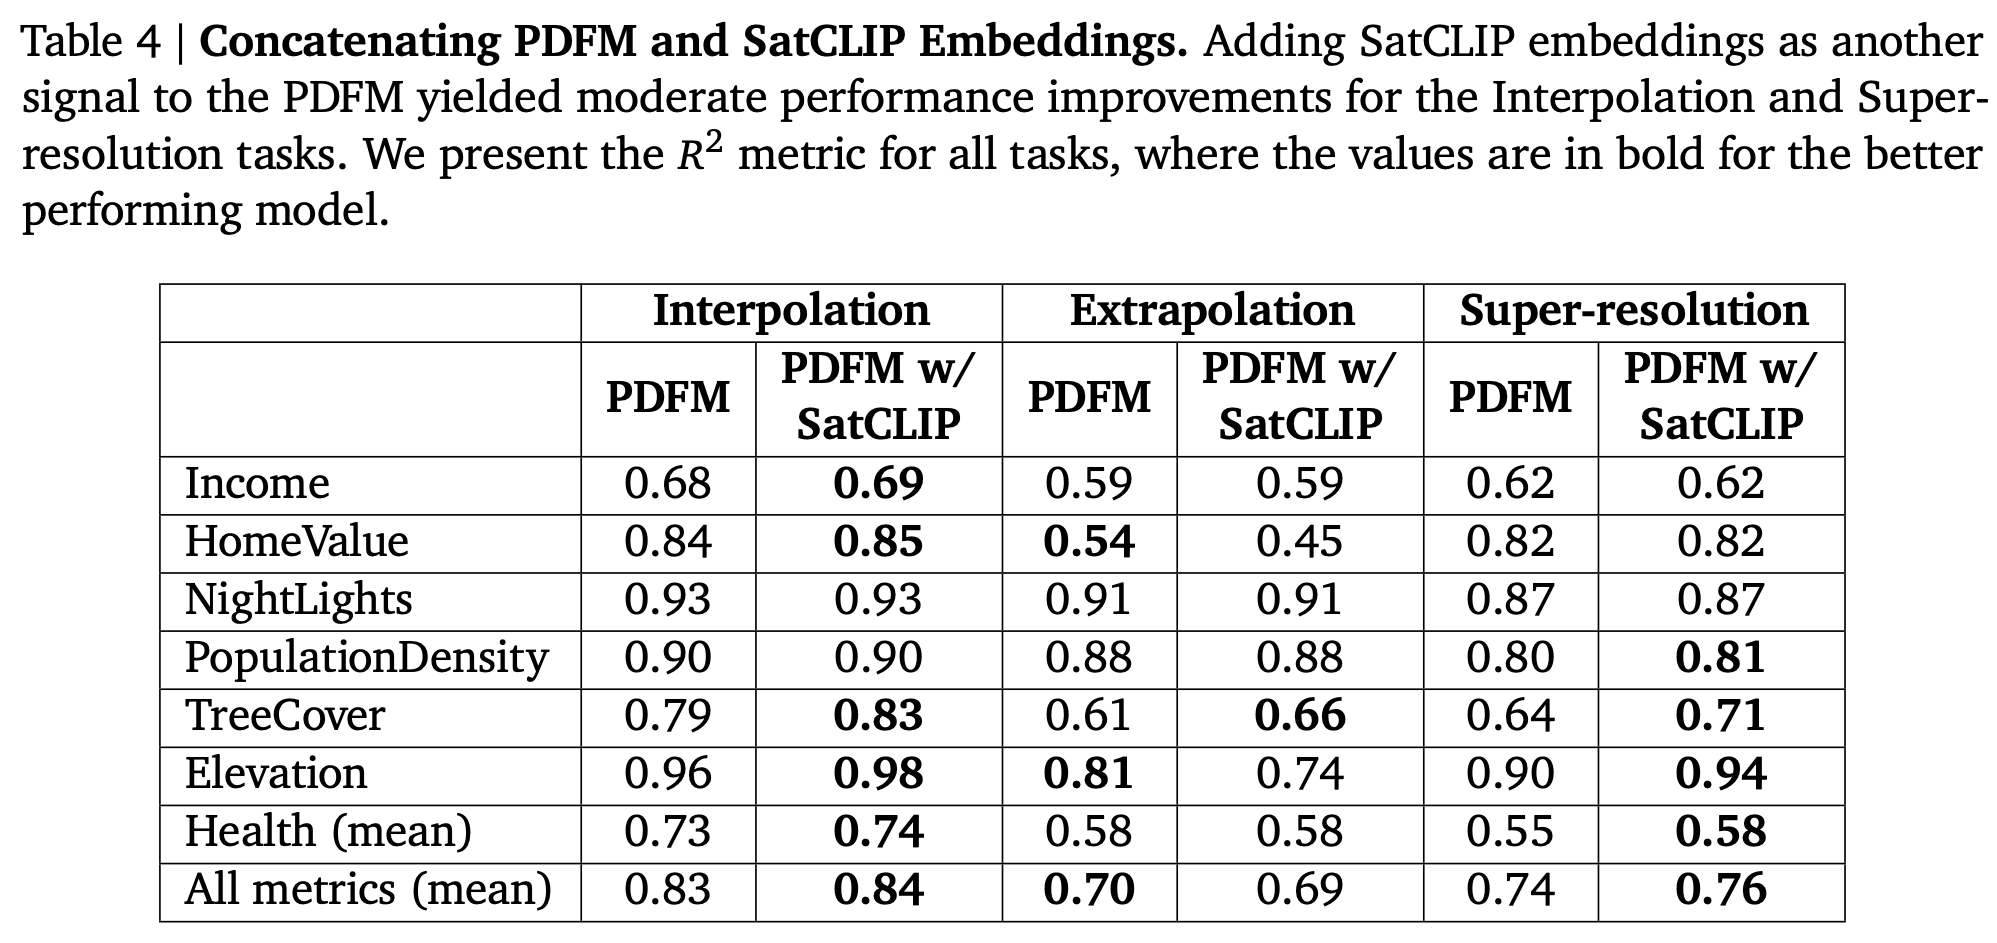 Table 4 | Concatenating PDFM and SatCLIP Embeddings. Adding SatCLIP embeddings as another
signal to the PDFM yielded moderate performance improvements for the Interpolation and Super-
resolution tasks. We present the R² metric for all tasks, where the values are in bold for the better
performing model.
Interpolation Extrapolation Super-resolution
PDFM PDFM w/ SatCLIP PDFM PDFM w/ SatCLIP PDFM PDFM w/ SatCLIP
Income 0.68 0.69 0.59 0.59 0.62 0.62
HomeValue 0.84 0.85 0.54 0.45 0.82 0.82
NightLights 0.93 0.93 0.91 0.91 0.87 0.87
PopulationDensity 0.90 0.90 0.88 0.88 0.80 0.81
TreeCover 0.79 0.83 0.61 0.66 0.64 0.71
Elevation 0.96 0.98 0.81 0.74 0.90 0.94
Health (mean) 0.73 0.74 0.58 0.58 0.55 0.58
All metrics (mean) 0.83 0.84 0.70 0.69 0.74 0.76